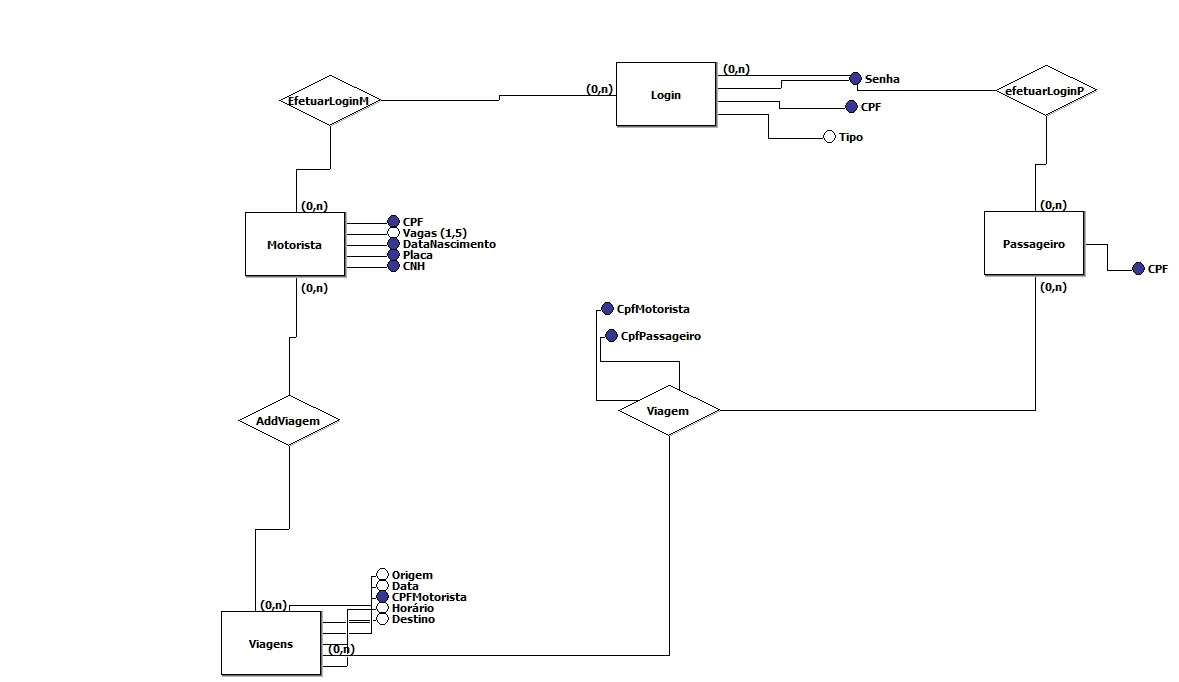 (0,n)
Senha
EfetuarLoginM
(0,n)
Login
efetuarLoginP
CPF
Tipo
(0,n)
(0,n)
Motorista
CPF
Vagas (1,5)
DataNascimento
Placa
CNH
Passageiro
CPF
(0,n)
(0,n)
CpfMotorista
CpfPassageiro
Viagem
AddViagem
Origem
Data
CPFMotorista
Horário
Destino
(0,n)
Viagens
(0,n)